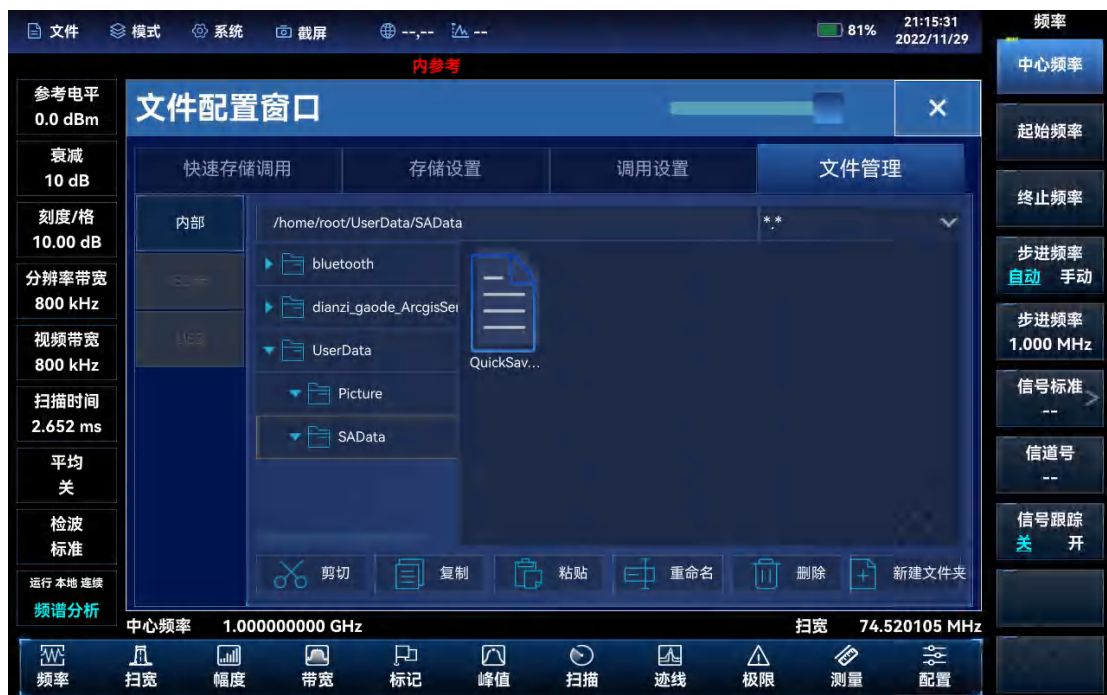 文件
模式
系统
截屏
--,--
--
81%
21:15:31
2022/11/29
内参考
参考电平
0.0 dBm
衰减
10 dB
刻度/格
10.00 dB
分辨率带宽
800 kHz
视频带宽
800 kHz
扫描时间
2.652 ms
平均
关
检波
标准
运行 本地 连续
频谱分析
文件配置窗口
快速存储调用
存储设置
调用设置
文件管理
内部
/home/root/UserData/SAData
*.*
bluetooth
dianzi_gaode_ArcgisSer
UserData
Picture
SAData
QuickSav...
剪切
复制
粘贴
重命名
删除
新建文件夹
中心频率 1.000000000 GHz
扫宽 74.520105 MHz
频率
中心频率
起始频率
终止频率
步进频率
自动 手动
步进频率
1.000 MHz
信号标准
--
信道号
--
信号跟踪
关 开
频率
扫宽
幅度
带宽
标记
峰值
扫描
迹线
极限
测量
配置